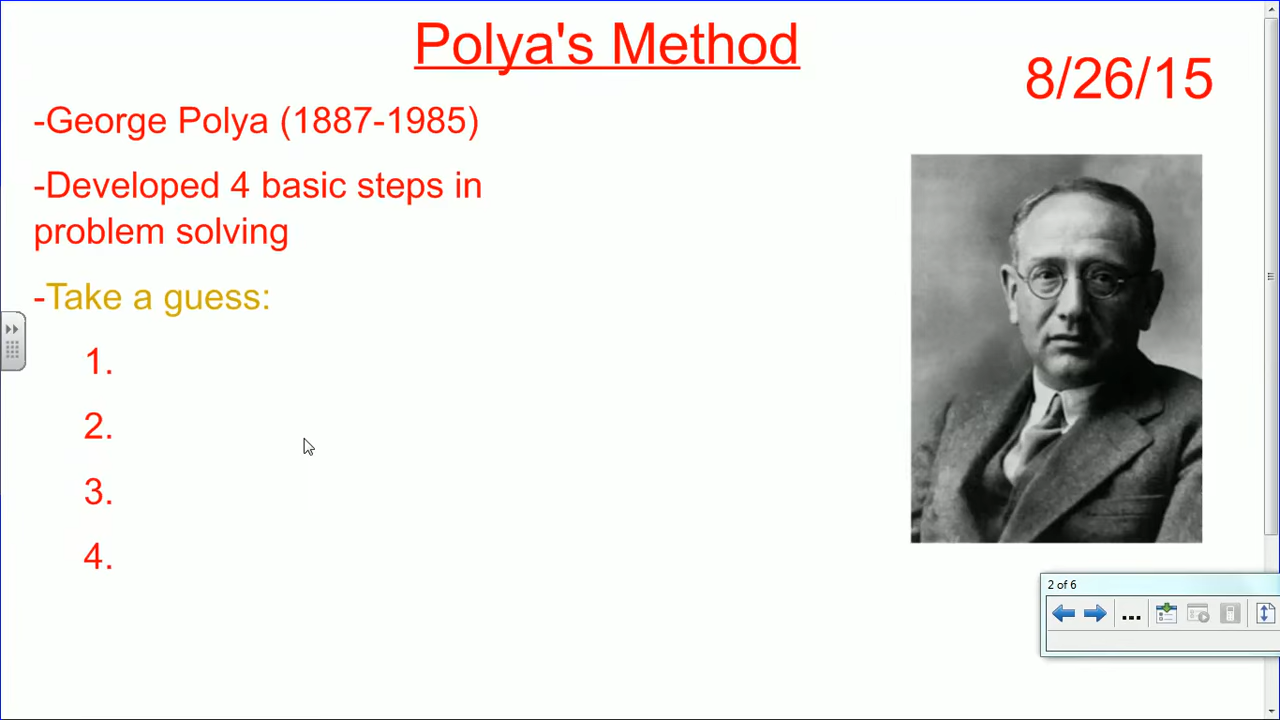 Polya's Method
8/26/15
-George Polya (1887-1985)
-Developed 4 basic steps in
problem solving
-Take a guess:
1.
2.
3.
4.
2 of 6
...